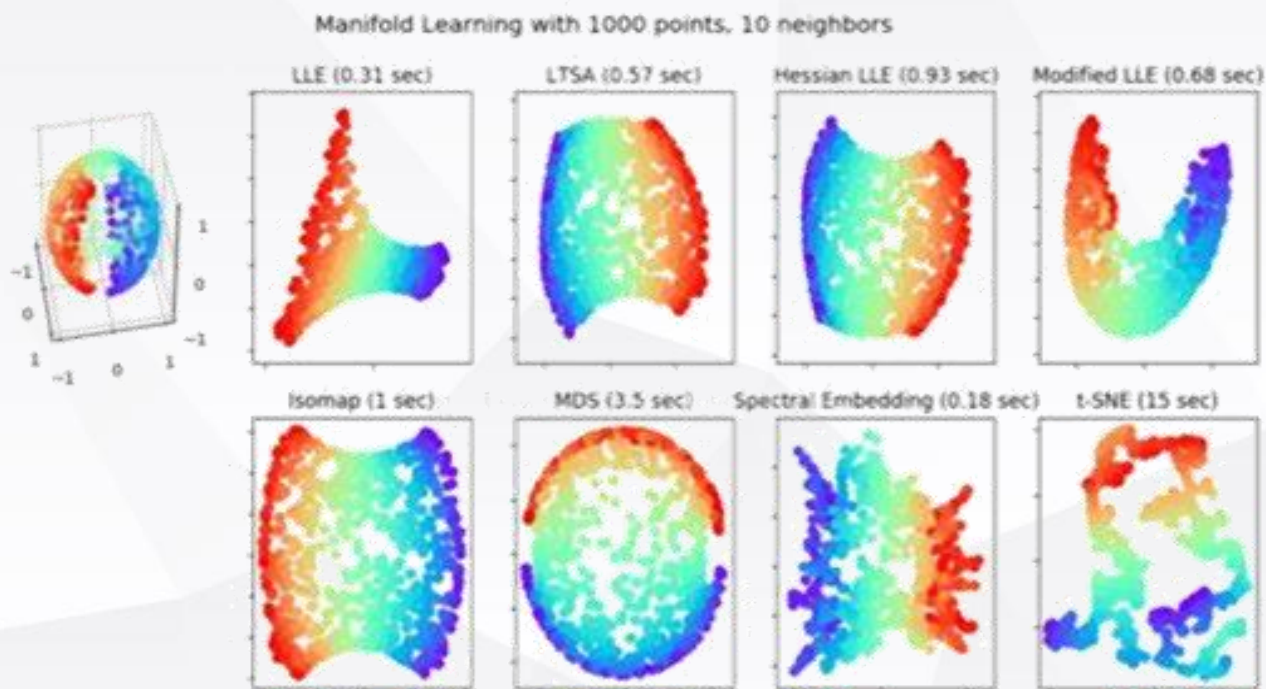 Manifold Learning with 1000 points, 10 neighbors
LLE (0.31 sec)
LTSA (0.57 sec)
Hessian LLE (0.93 sec)
Modified LLE (0.68 sec)
−1
0
1
−1
0
1
1
0
−1
Isomap (1 sec)
MDS (3.5 sec)
Spectral Embedding (0.18 sec)
t-SNE (15 sec)